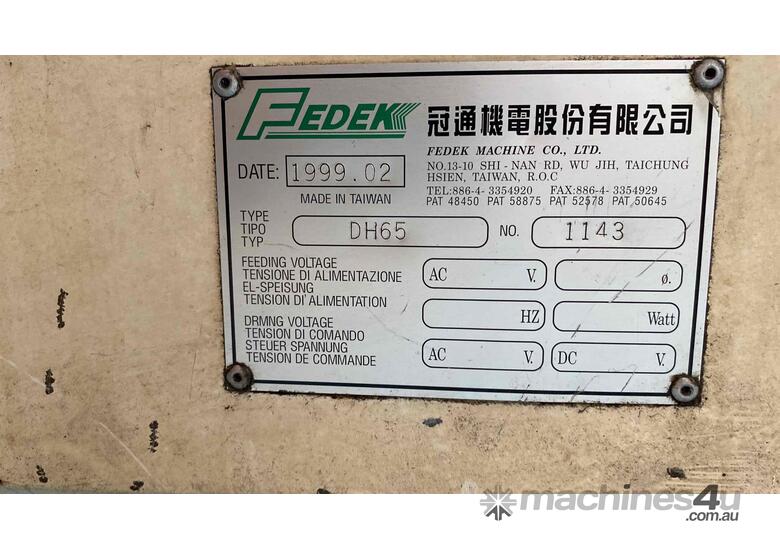 FEDEK
冠通機電股份有限公司
FEDEK MACHINE CO., LTD.
NO.13-10 SHI - NAN RD, WU JIH, TAICHUNG
HSIEN, TAIWAN, R.O.C
TEL:886-4- 3354920 FAX:886-4- 3354929
PAT 48450 PAT 58875 PAT 52578 PAT 50645
DATE: 1999.02
MADE IN TAIWAN
TYPE
TIPO
TYP
DH65
NO. 1143
FEEDING VOLTAGE
TENSIONE DI ALIMENTAZIONE
EL-SPEISUNG
TENSION DI'ALIMENTATION
AC V. ø.
HZ Watt
DRMNG VOLTAGE
TENSION DI COMANDO
STEUER SPANNUNG
TENSION DE COMMANDE
AC V. DC V.
machines4u
.com.au